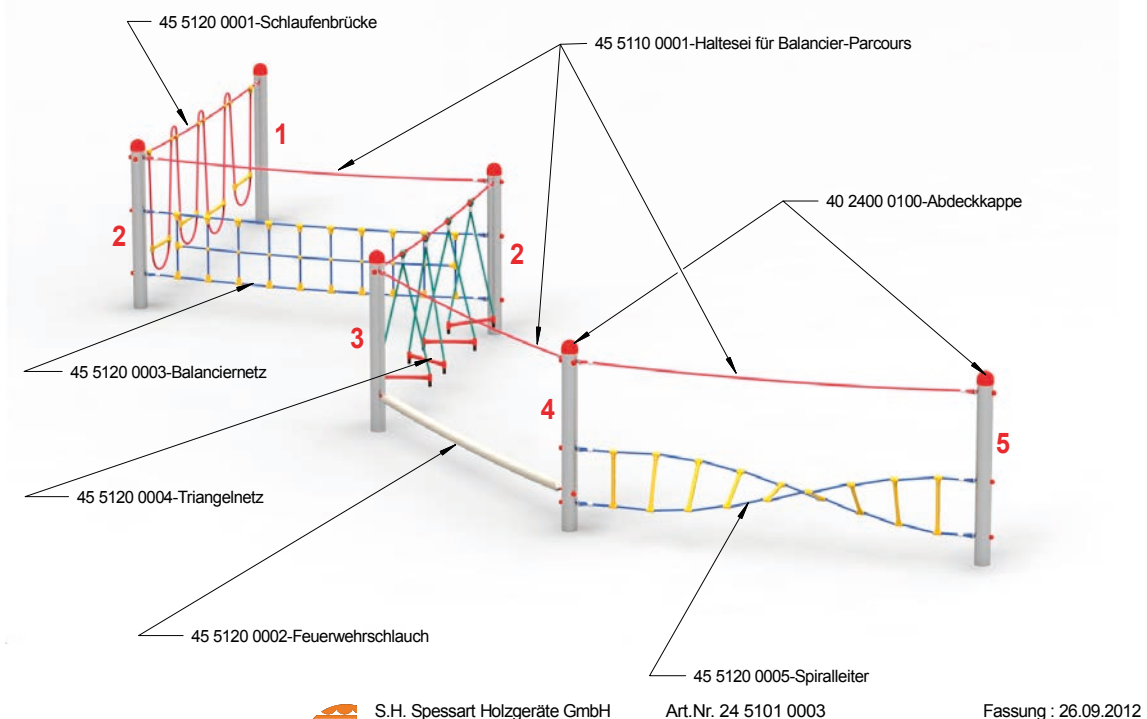 45 5120 0001-Schlaufenbrücke
45 5110 0001-Haltesei für Balancier-Parcours
1
40 2400 0100-Abdeckkappe
2
2
3
45 5120 0003-Balanciernetz
4
5
45 5120 0004-Triangelnetz
45 5120 0002-Feuerwehrschlauch
45 5120 0005-Spiralleiter
S.H. Spessart Holzgeräte GmbH Art.Nr. 24 5101 0003 Fassung : 26.09.2012